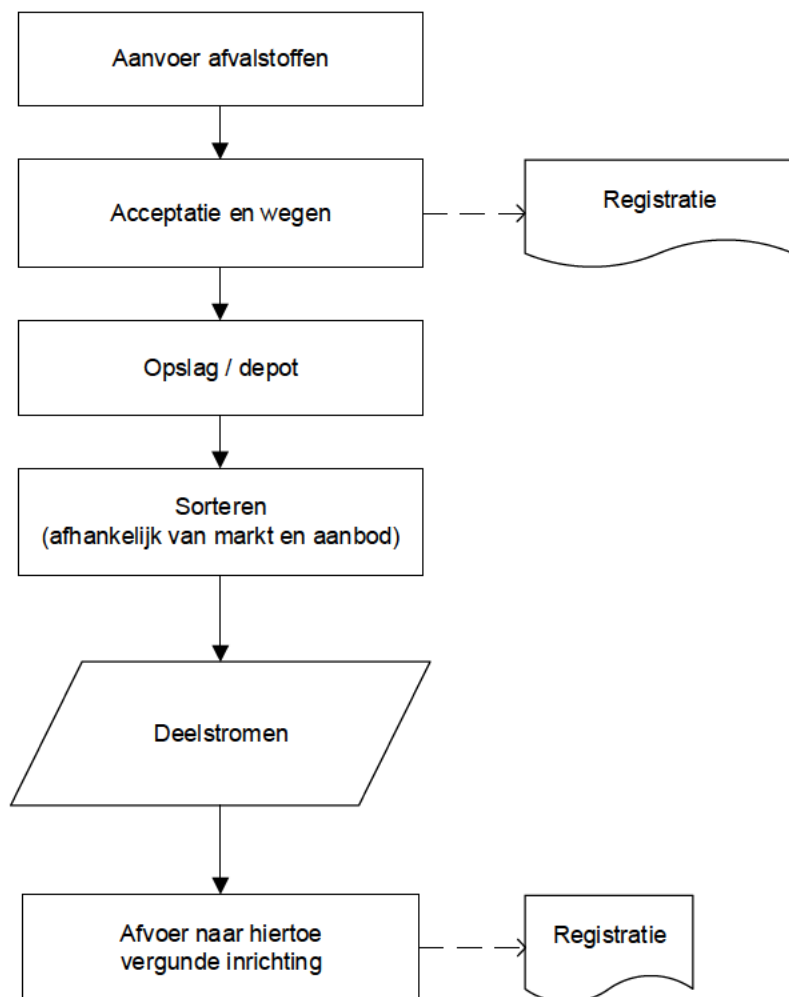 Aanvoer afvalstoffen
Acceptatie en wegen
Registratie
Opslag / depot
Sorteren
(afhankelijk van markt en aanbod)
Deelstromen
Afvoer naar hiertoe
vergunde inrichting
Registratie